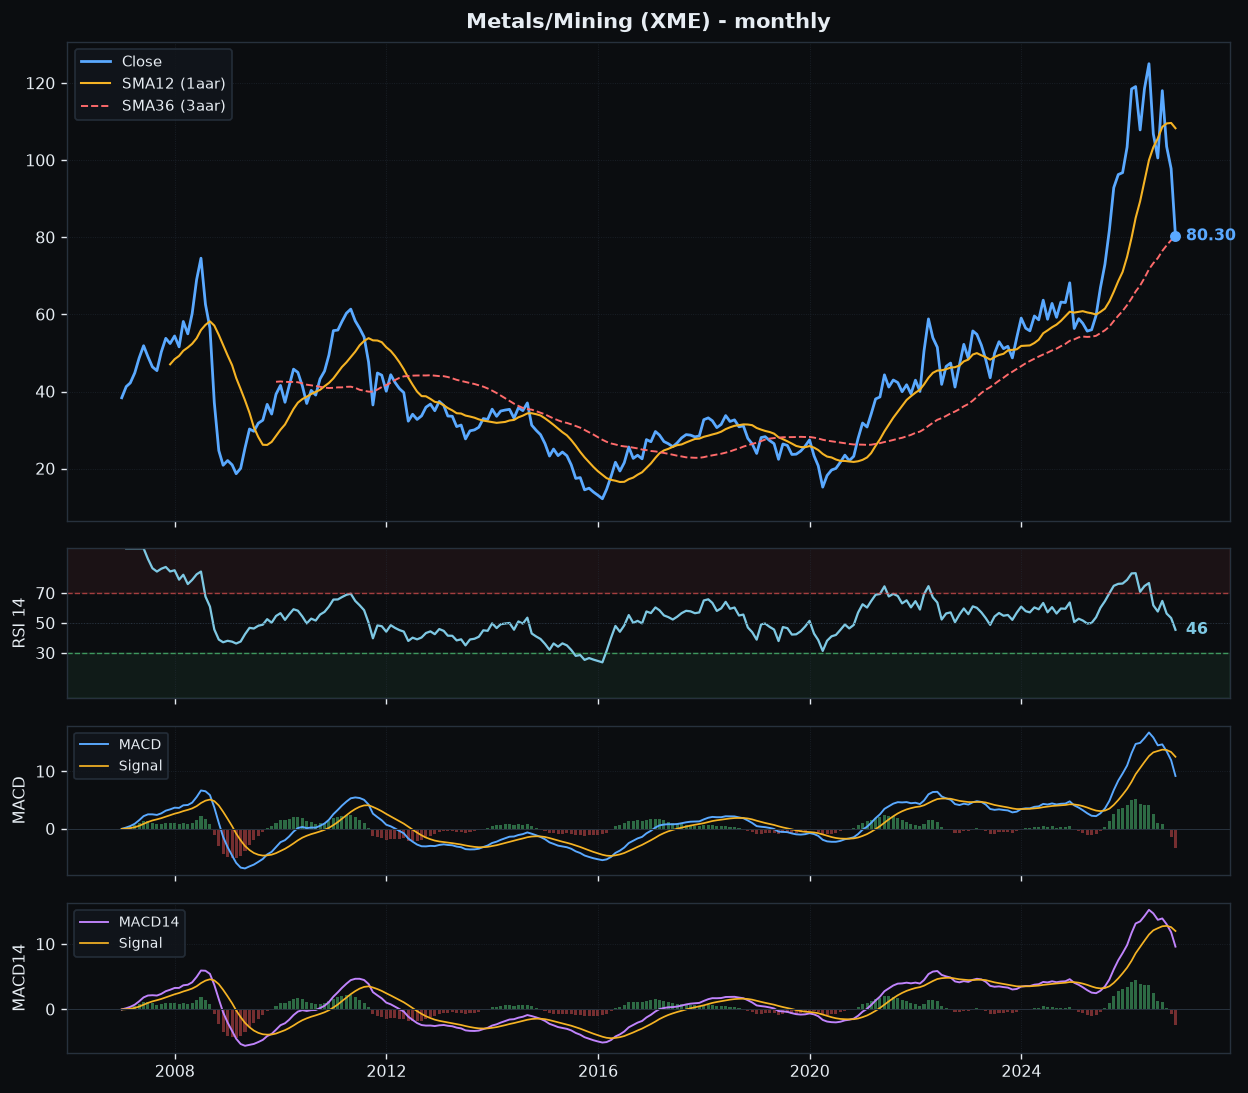 Metals/Mining (XME) - monthly
Close
SMA12 (1aar)
SMA36 (3aar)
120
100
80
60
40
20
80.30
RSI 14
70
50
30
46
MACD
MACD
Signal
10
0
MACD14
MACD14
Signal
10
0
2008
2012
2016
2020
2024